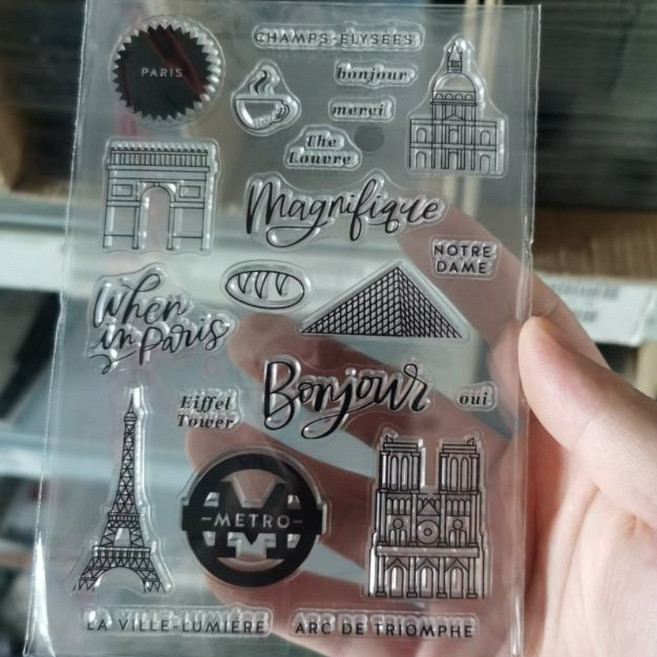 CHAMPS-ELYSEES
PARIS
bonjour
merci
The
Louvre
Magnifique
NOTRE
DAME
When
in Paris
Bonjour
Eiffel
Tower
oui
METRO
LA VILLE-LUMIÈRE
ARC DE TRIOMPHE